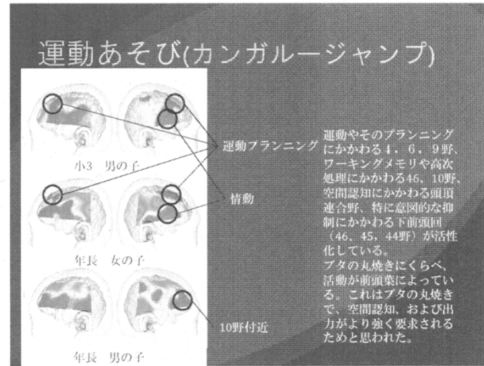 運動あそび(カンガルージャンプ)
小3 男の子
年長 女の子
年長 男の子
運動プランニング
情動
10野付近
運動やそのプランニング
にかかわる4，6，9野、
ワーキングメモリや高次
処理にかかわる46、10野、
空間認知にかかわる頭頂
連合野、特に意図的な抑
制にかかわる下前頭回
（46、45，44野）が活性
化している。
ブタの丸焼きにくらべ、
活動が前頭葉によってい
る。これはブタの丸焼き
で、空間認知、および出
力がより強く要求される
ためと思われた。